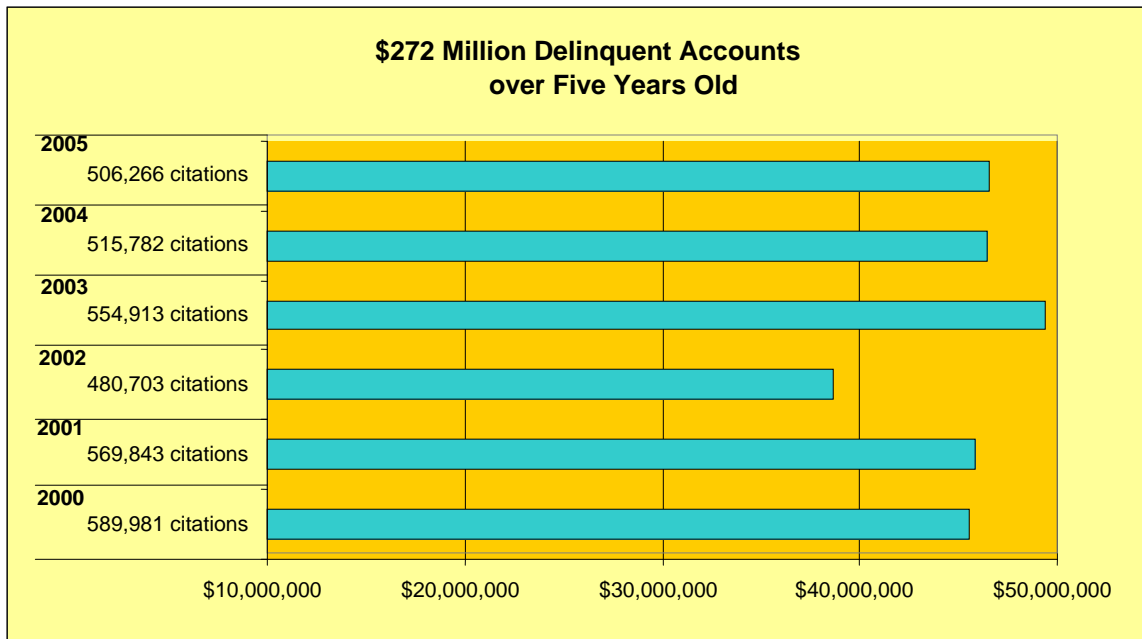 $272 Million Delinquent Accounts
over Five Years Old
2005
506,266 citations
2004
515,782 citations
2003
554,913 citations
2002
480,703 citations
2001
569,843 citations
2000
589,981 citations
$10,000,000 $20,000,000 $30,000,000 $40,000,000 $50,000,000